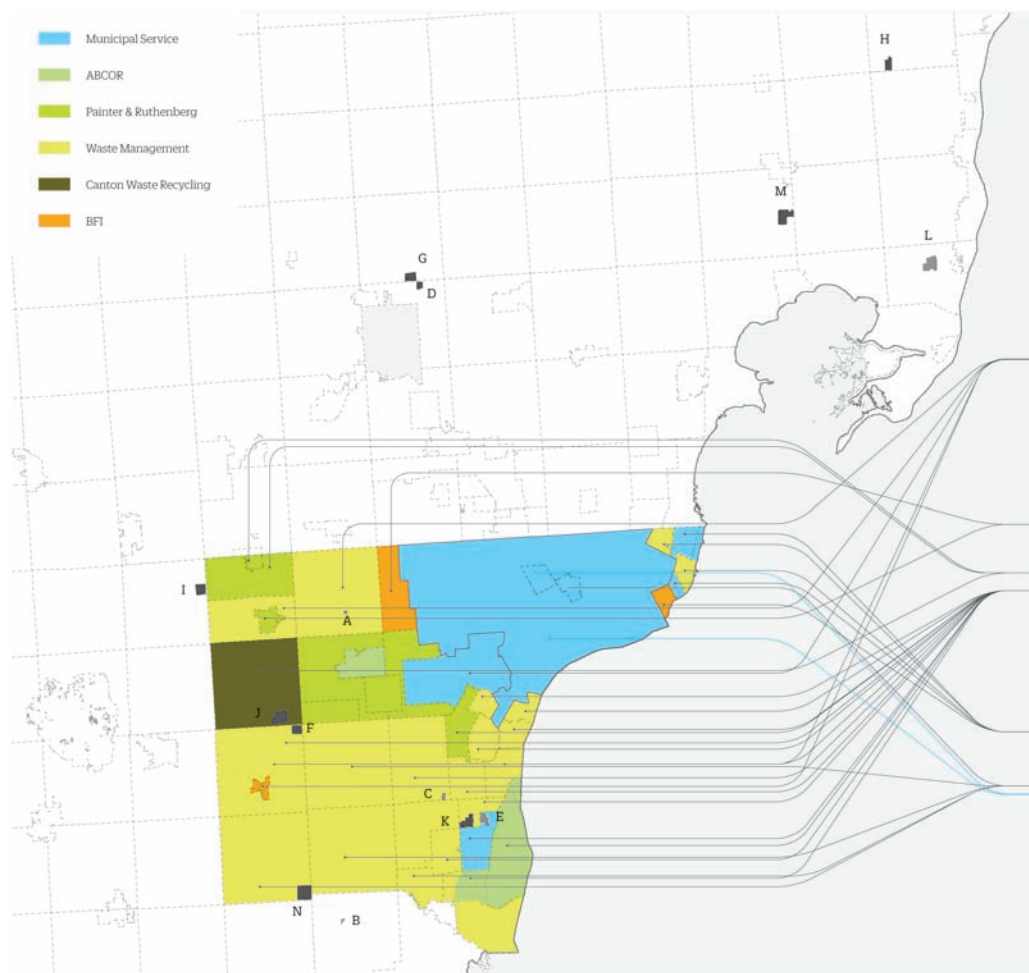 Municipal Service
ABCOR
Painter & Ruthenberg
Waste Management
Canton Waste Recycling
BFI
H
M
L
G
D
I
A
J
F
C
K
E
N
B